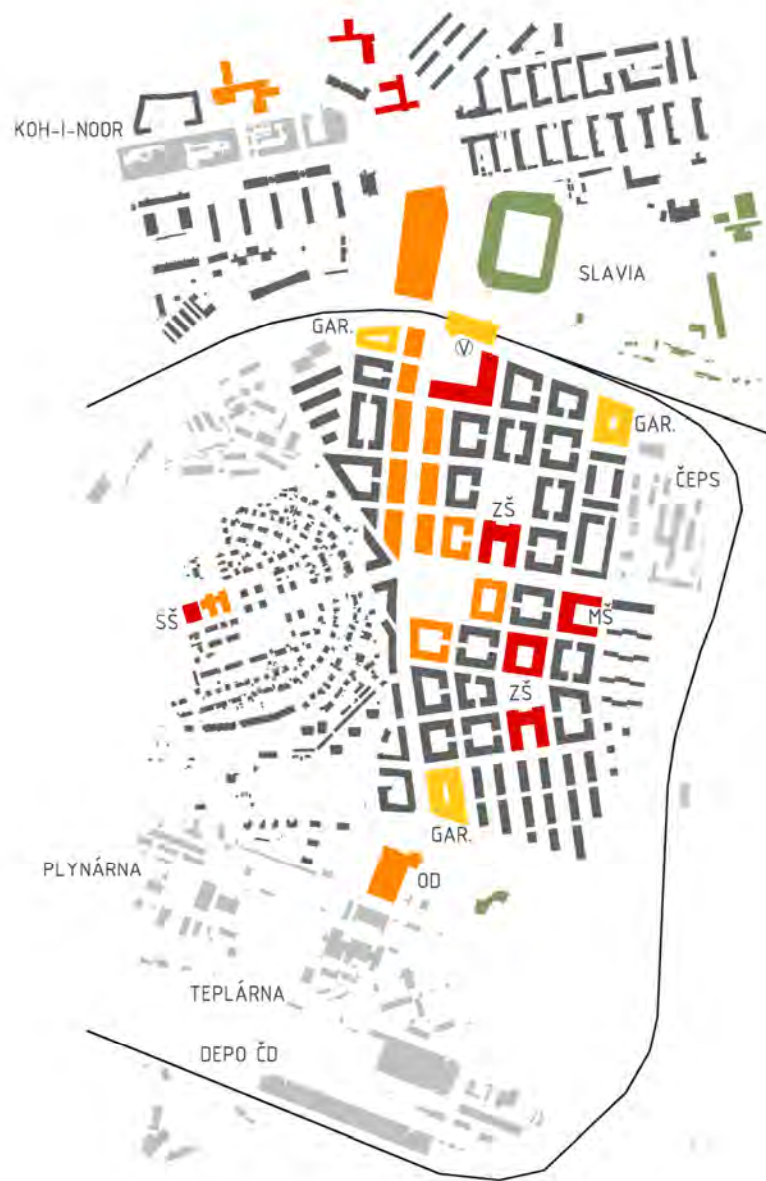 KOH-I-NOOR
SLAVIA
GAR.
V
GAR.
ČEPS
ZŠ
SŠ
MŠ
ZŠ
GAR.
PLYNÁRNA
OD
TEPLÁRNA
DEPO ČD